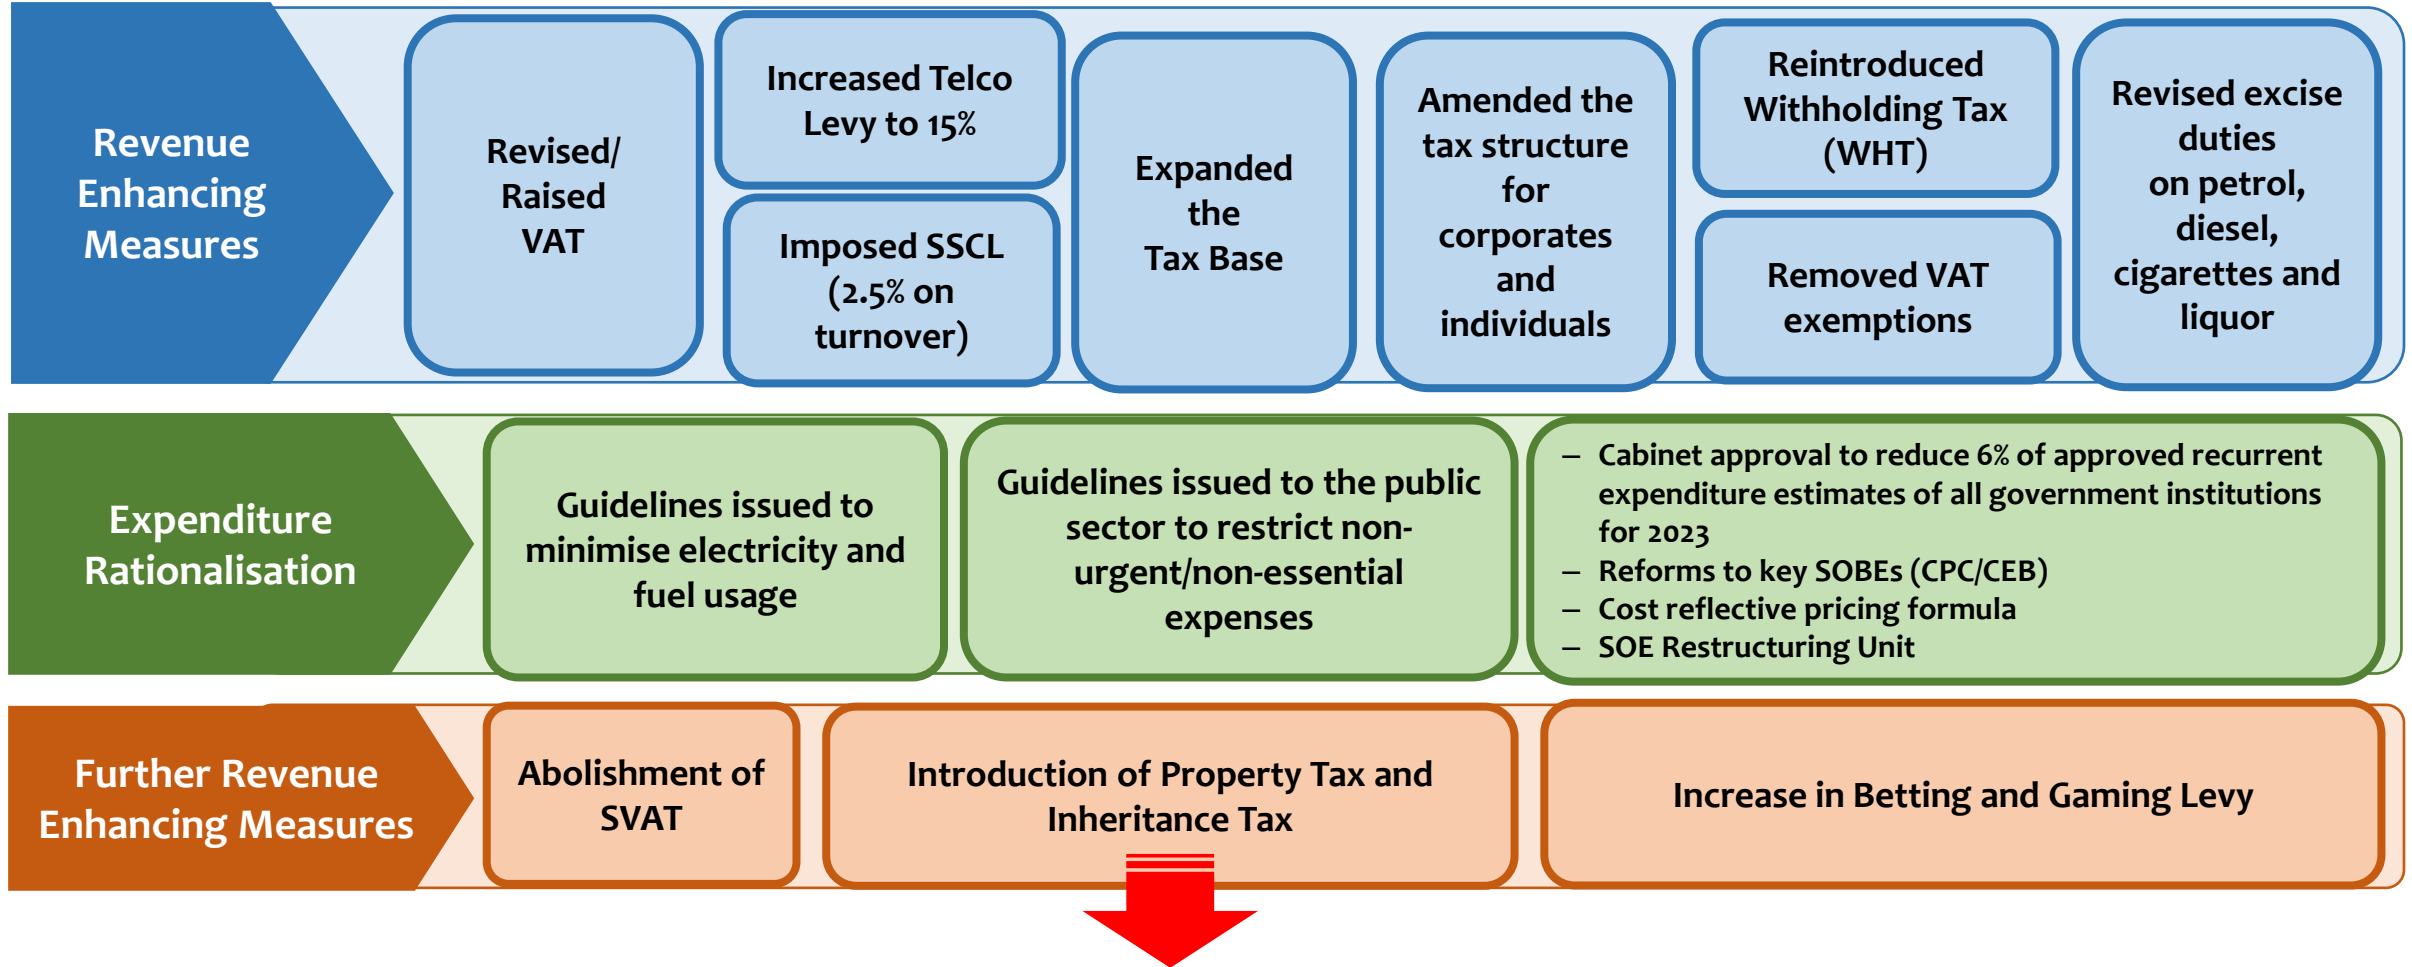 Revenue
Enhancing
Measures
Revised/
Raised
VAT
Increased Telco
Levy to 15%
Imposed SSCL
(2.5% on
turnover)
Expanded
the
Tax Base
Amended the
tax structure
for
corporates
and
individuals
Reintroduced
Withholding Tax
(WHT)
Removed VAT
exemptions
Revised excise
duties
on petrol,
diesel,
cigarettes and
liquor
Expenditure
Rationalisation
Guidelines issued to
minimise electricity and
fuel usage
Guidelines issued to the public
sector to restrict non-
urgent/non-essential
expenses
– Cabinet approval to reduce 6% of approved recurrent
expenditure estimates of all government institutions
for 2023
– Reforms to key SOBEs (CPC/CEB)
– Cost reflective pricing formula
– SOE Restructuring Unit
Further Revenue
Enhancing Measures
Abolishment of
SVAT
Introduction of Property Tax and
Inheritance Tax
Increase in Betting and Gaming Levy